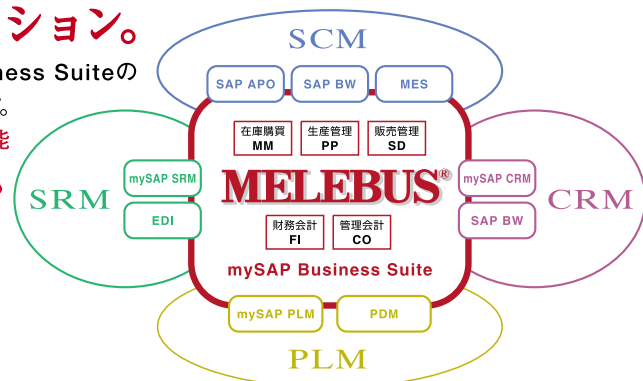 ション。
ness Suiteの
。
能
SCM
SAP APO
SAP BW
MES
在庫購買
MM
生産管理
PP
販売管理
SD
SRM
mySAP SRM
EDI
MELEBUS®
mySAP CRM
SAP BW
CRM
財務会計
FI
管理会計
CO
mySAP Business Suite
mySAP PLM
PDM
PLM